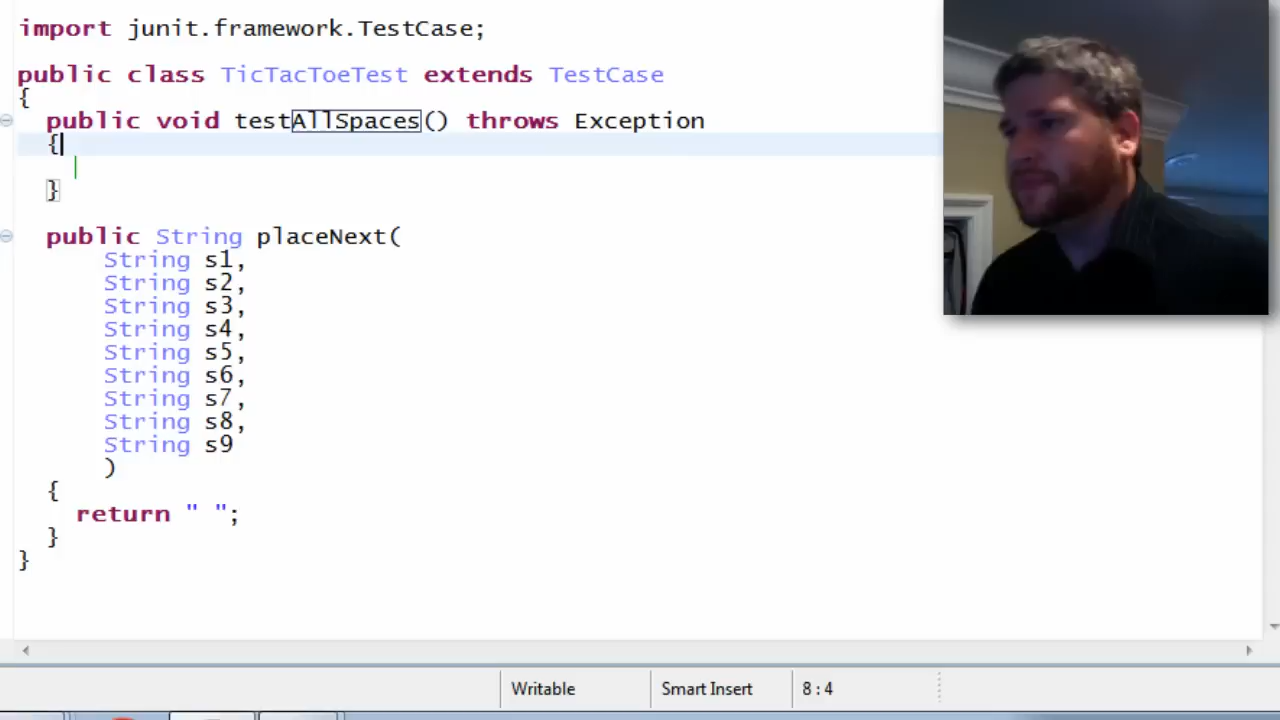 import junit.framework.TestCase;
public class TicTacToeTest extends TestCase
{
public void testAllSpaces() throws Exception
{
}
public String placeNext(
String s1,
String s2,
String s3,
String s4,
String s5,
String s6,
String s7,
String s8,
String s9
)
{
return " ";
}
}
Writable Smart Insert 8 : 4